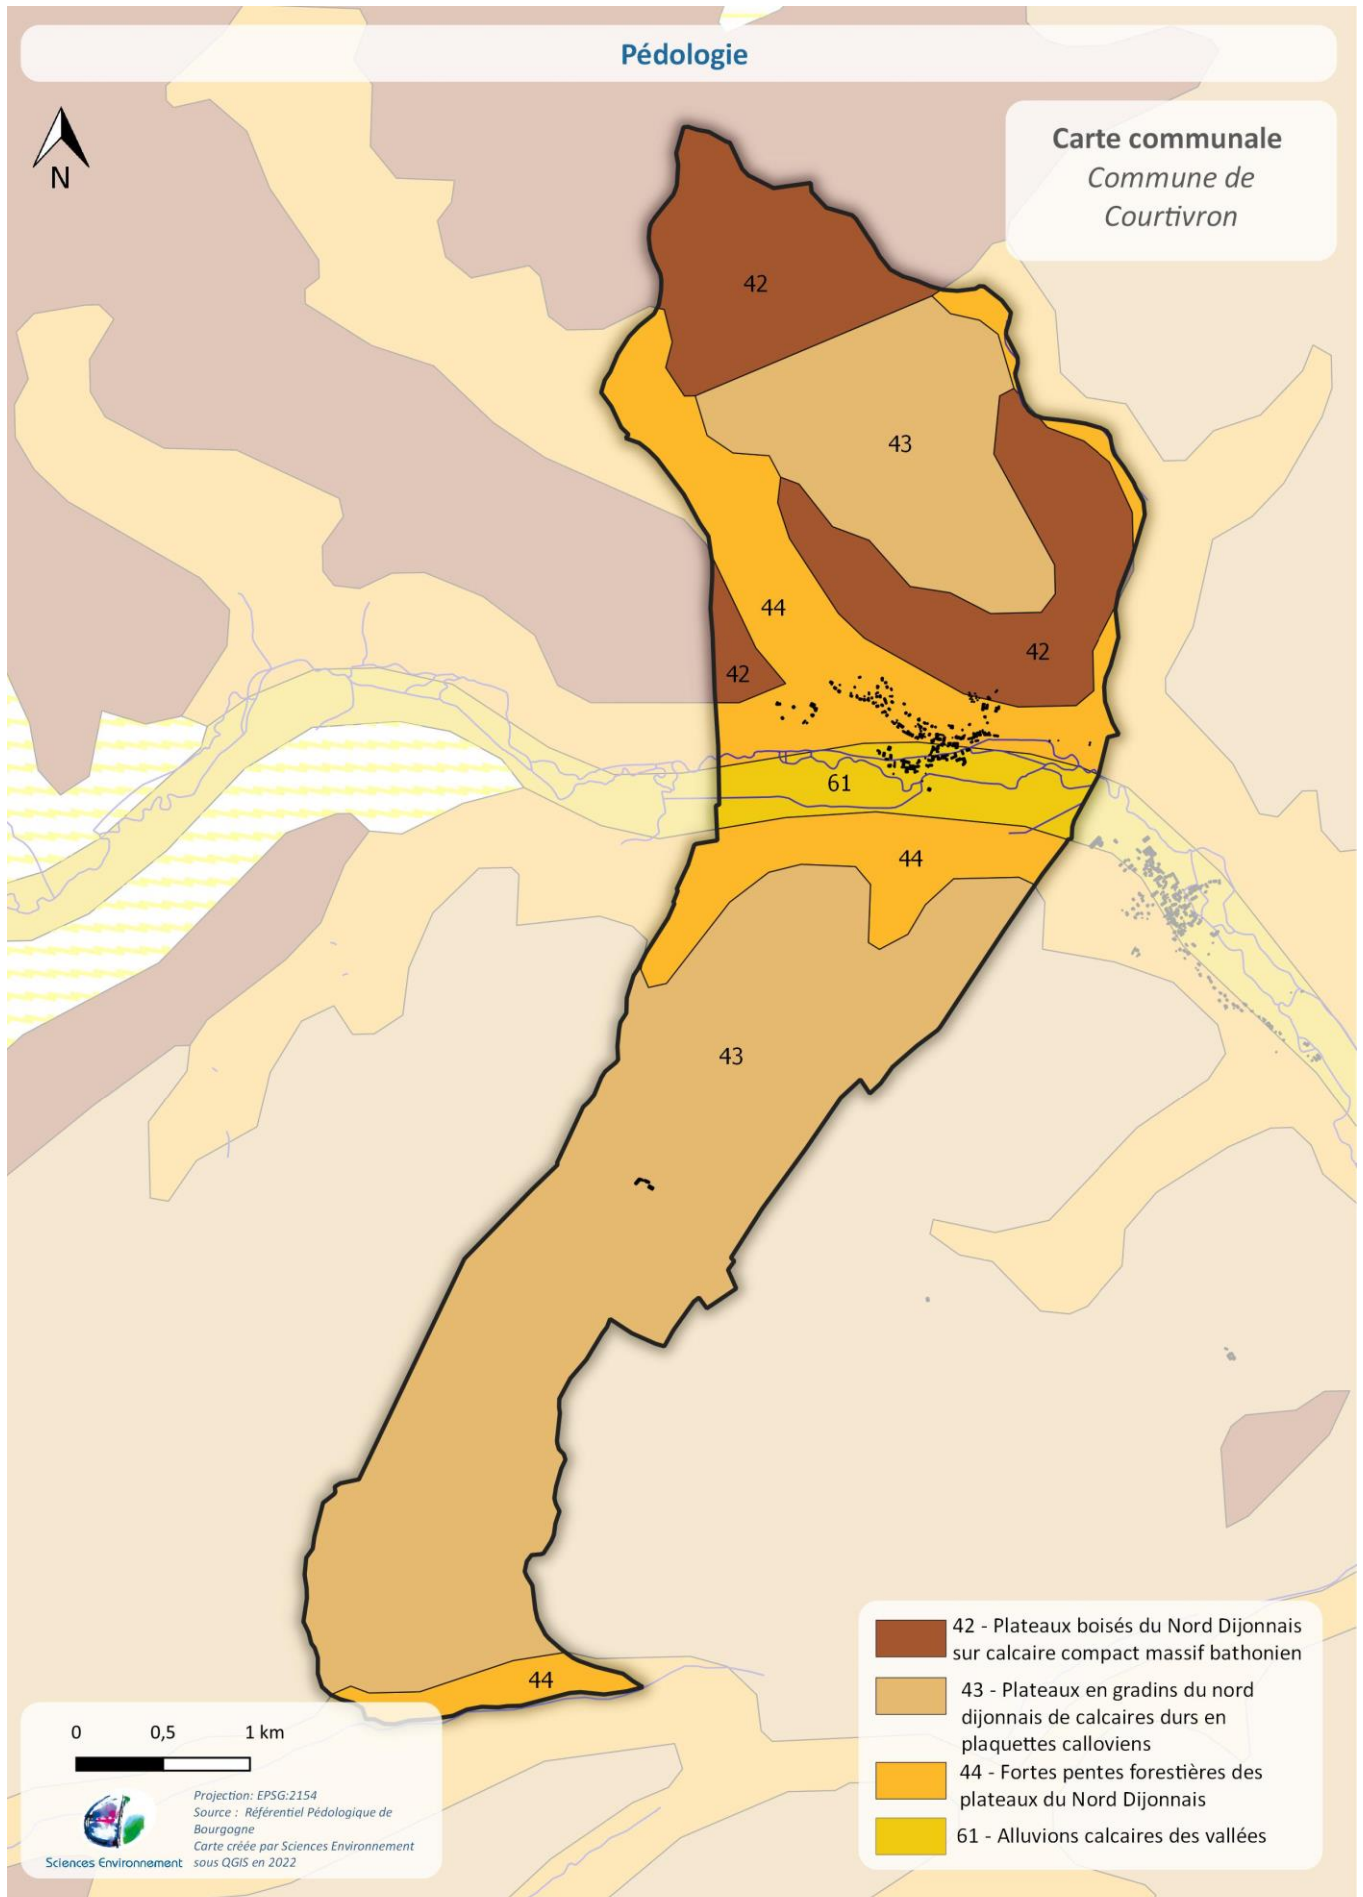 Pédologie
N
Carte communale
Commune de
Courtivron
42
43
44
42
42
61
44
43
44
42 - Plateaux boisés du Nord Dijonnais
sur calcaire compact massif bathonien
43 - Plateaux en gradins du nord
dijonnais de calcaires durs en
plaquettes calloviens
44 - Fortes pentes forestières des
plateaux du Nord Dijonnais
61 - Alluvions calcaires des vallées
0 0,5 1 km
Projection: EPSG:2154
Source : Référentiel Pédologique de
Bourgogne
Carte créée par Sciences Environnement
sous QGIS en 2022
Sciences Environnement